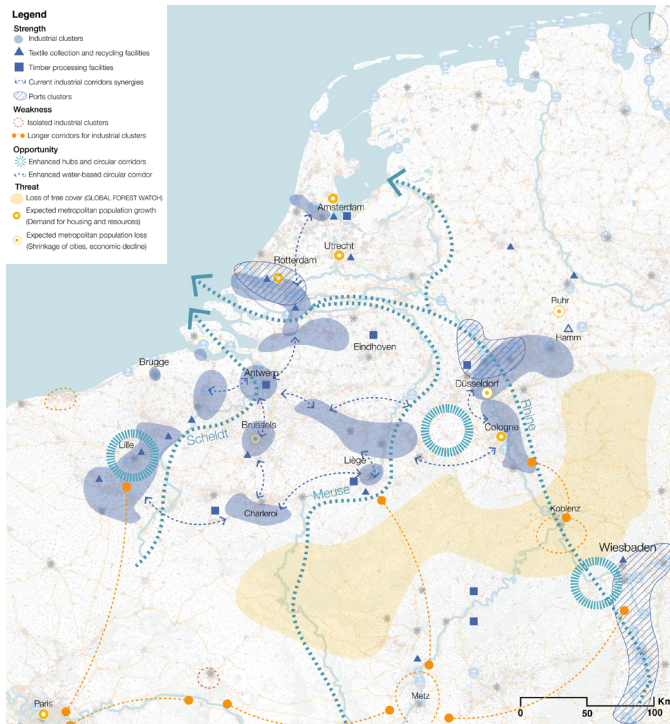 Legend
Strength
Industrial clusters
Textile collection and recycling facilities
Timber processing facilities
Current industrial corridors synergies
Ports clusters
Weakness
Isolated industrial clusters
Longer corridors for industrial clusters
Opportunity
Enhanced hubs and circular corridors
Enhanced water-based circular corridor
Threat
Loss of tree cover (GLOBAL FOREST WATCH)
Expected metropolitan population growth
(Demand for housing and resources)
Expected metropolitan population loss
(Shrinkage of cities, economic decline)
Amsterdam
Utrecht
Rotterdam
Ruhr
Hamm
Eindhoven
Brugge
Antwerp
Düsseldorf
Rhine
Brussels
Scheldt
Cologne
Lille
Liège
Meuse
Charleroi
Koblenz
Wiesbaden
Metz
Paris
0 50 100 Km